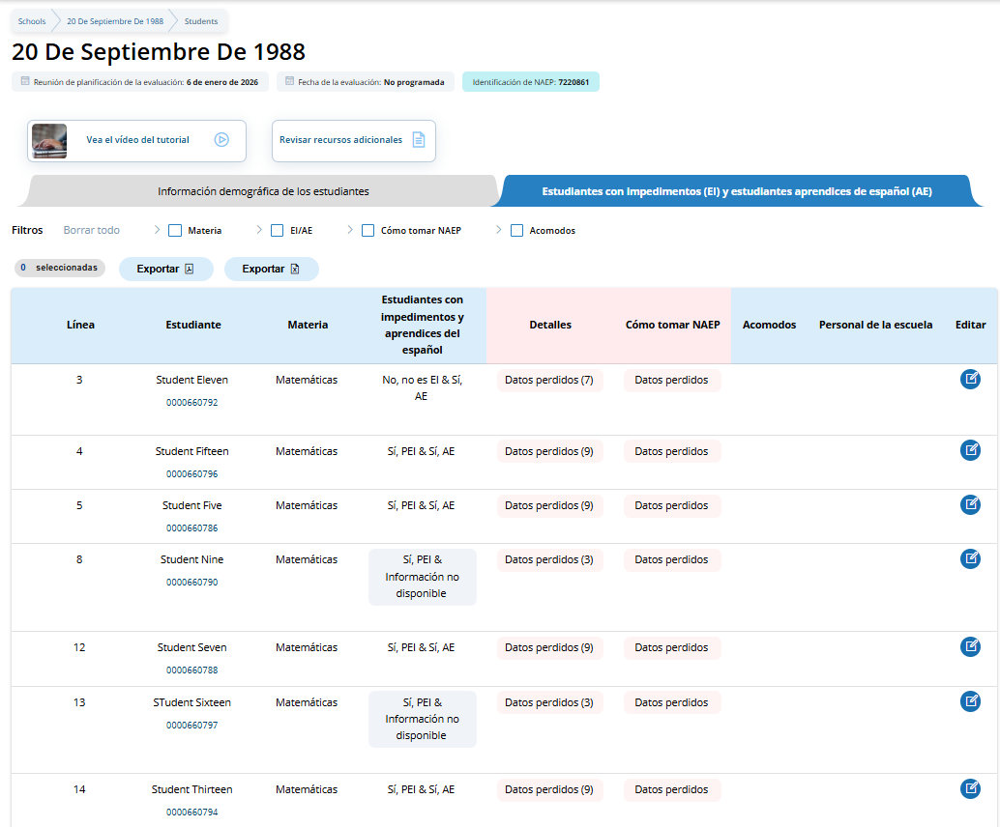 Schools 20 De Septiembre De 1988 Students
20 De Septiembre De 1988
Reunión de planificación de la evaluación: 6 de enero de 2026 Fecha de la evaluación: No programada Identificación de NAEP: 7220861
Vea el vídeo del tutorial Revisar recursos adicionales
Información demográfica de los estudiantes Estudiantes con impedimentos (EI) y estudiantes aprendices de español (AE)
Filtros Borrar todo Materia EI/AE Cómo tomar NAEP Acomodos
0 seleccionadas Exportar Exportar
Línea Estudiante Materia Estudiantes con impedimentos y aprendices del español Detalles Cómo tomar NAEP Acomodos Personal de la escuela Editar
3 Student Eleven Matemáticas No, no es EI & Sí, Datos perdidos (7) Datos perdidos
AE
0000660792
4 Student Fifteen Matemáticas Sí, PEI & Sí, AE Datos perdidos (9) Datos perdidos
0000660796
5 Student Five Matemáticas Sí, PEI & Sí, AE Datos perdidos (9) Datos perdidos
0000660786
8 Student Nine Matemáticas Sí, PEI & Datos perdidos (3) Datos perdidos
Información no
0000660790
disponible
12 Student Seven Matemáticas Sí, PEI & Sí, AE Datos perdidos (9) Datos perdidos
0000660788
13 STudent Sixteen Matemáticas Sí, PEI & Datos perdidos (3) Datos perdidos
Información no
0000660797
disponible
14 Student Thirteen Matemáticas Sí, PEI & Sí, AE Datos perdidos (9) Datos perdidos
0000660794